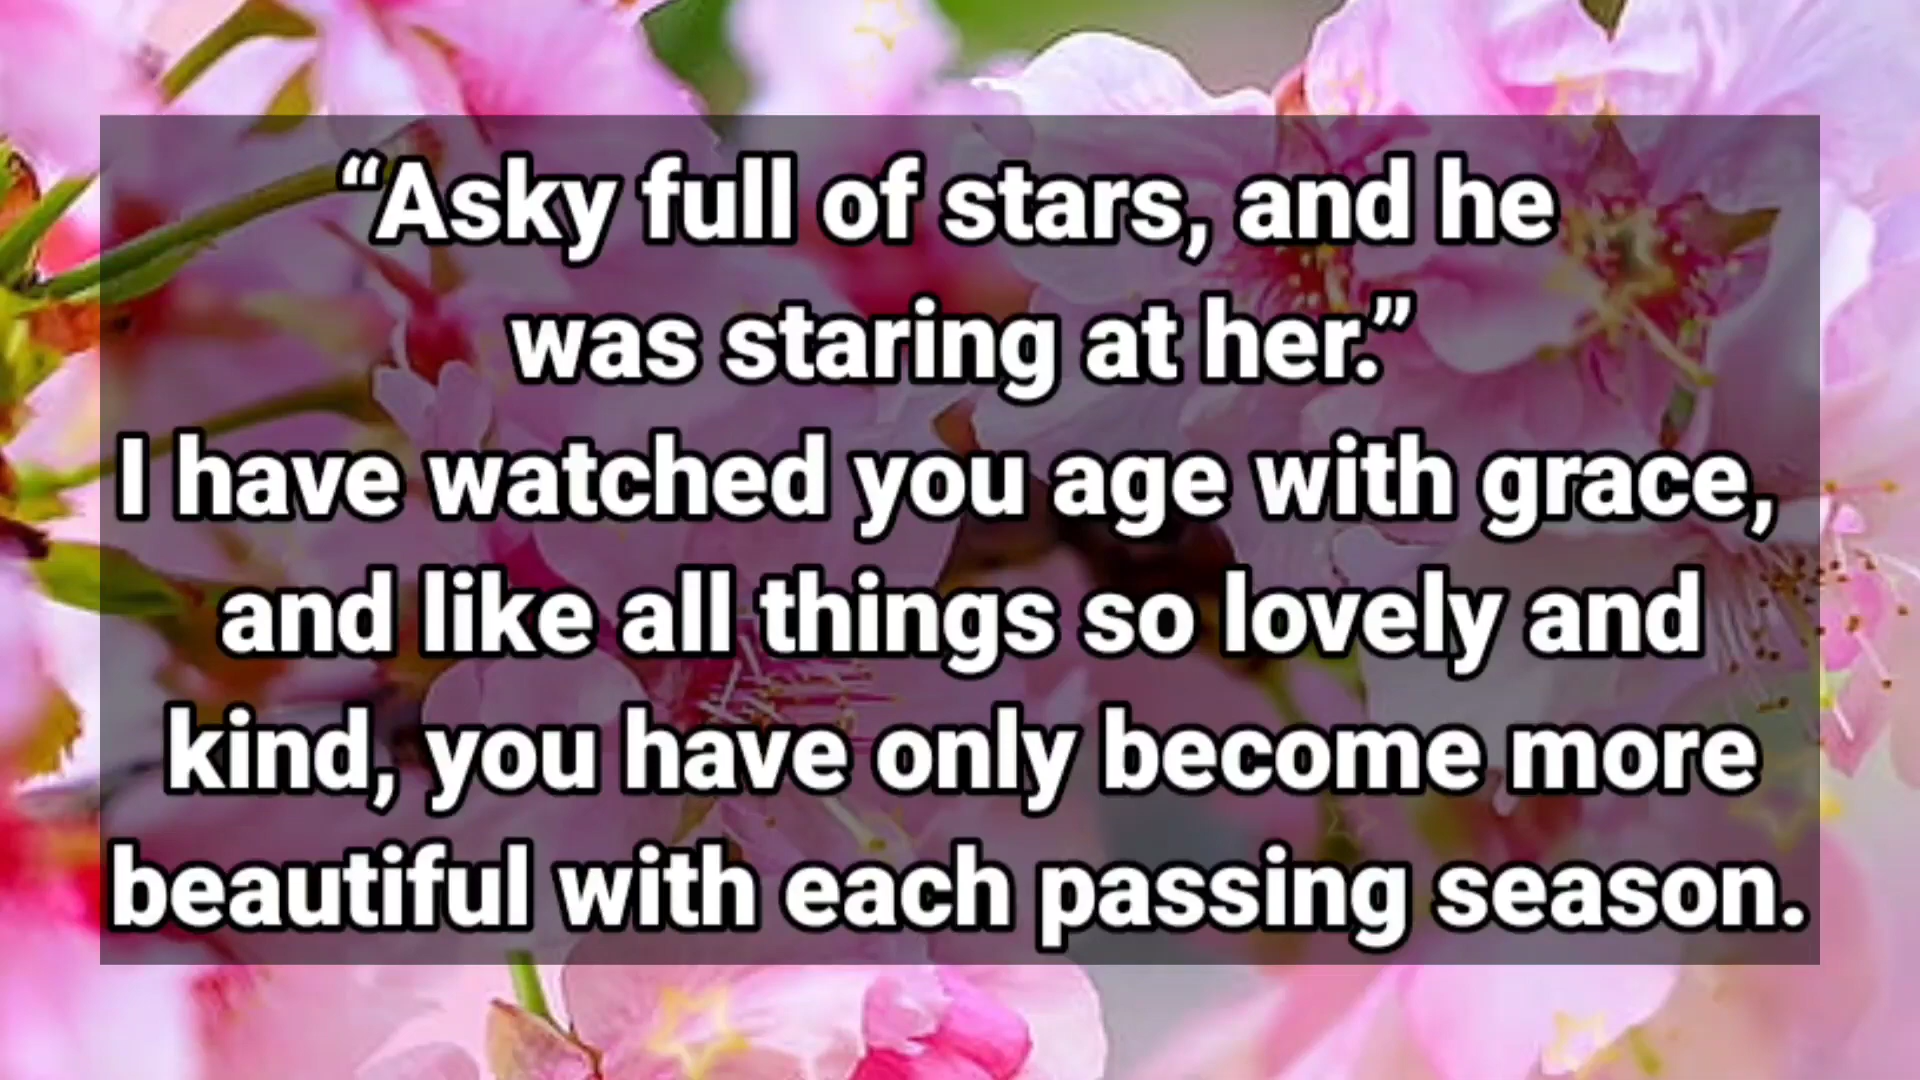 “Asky full of stars, and he
was staring at her.”
I have watched you age with grace,
and like all things so lovely and
kind, you have only become more
beautiful with each passing season.